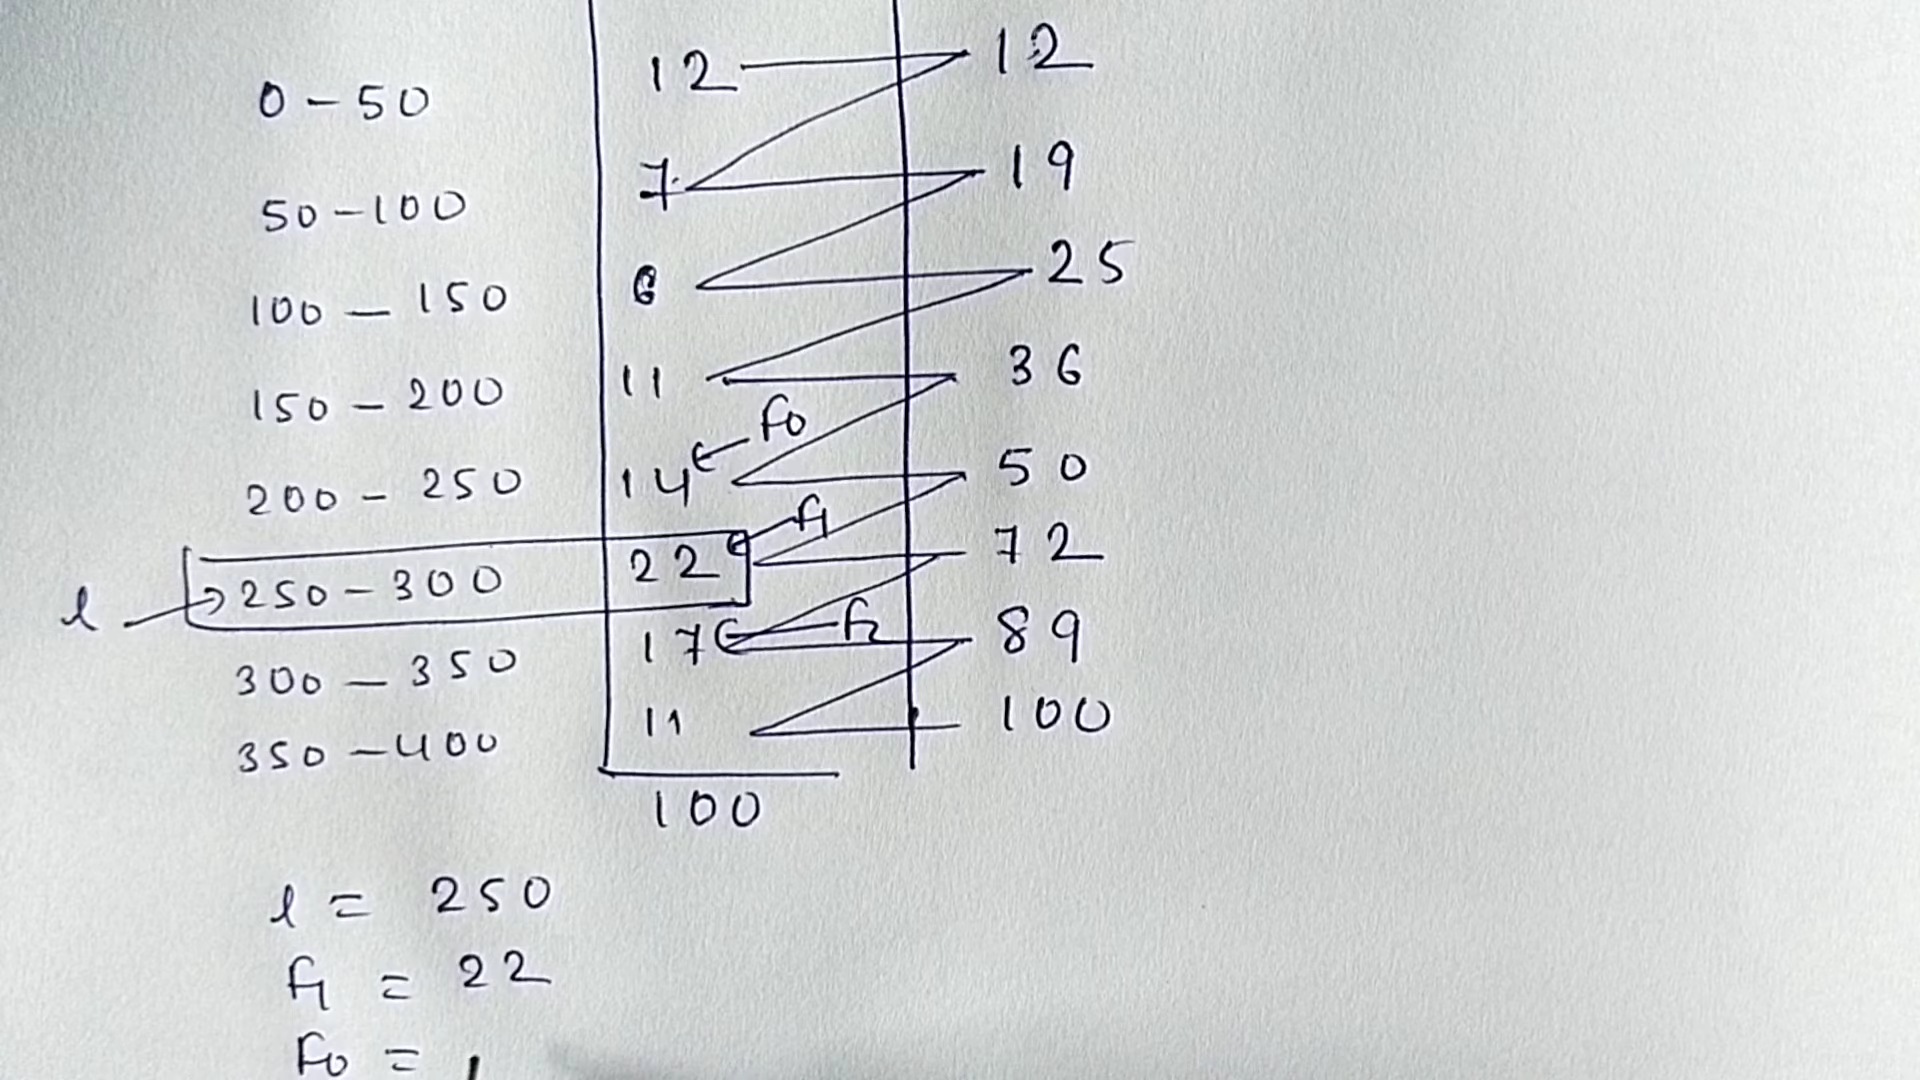 0 - 50 12 12
50 - 100 7 19
100 - 150 6 25
150 - 200 11 36
f0
200 - 250 14 50
f1
l 250 - 300 22 72
f2
300 - 350 17 89
350 - 400 11 100
100
l = 250
f1 = 22
f0 =